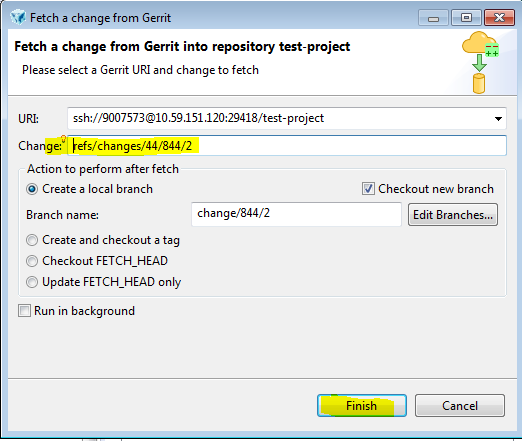 Fetch a change from Gerrit
Fetch a change from Gerrit into repository test-project
Please select a Gerrit URI and change to fetch
URI: ssh://9007573@10.59.151.120:29418/test-project
Change: refs/changes/44/844/2
Action to perform after fetch
Create a local branch Checkout new branch
Branch name: change/844/2 Edit Branches...
Create and checkout a tag
Checkout FETCH_HEAD
Update FETCH_HEAD only
Run in background
Finish Cancel